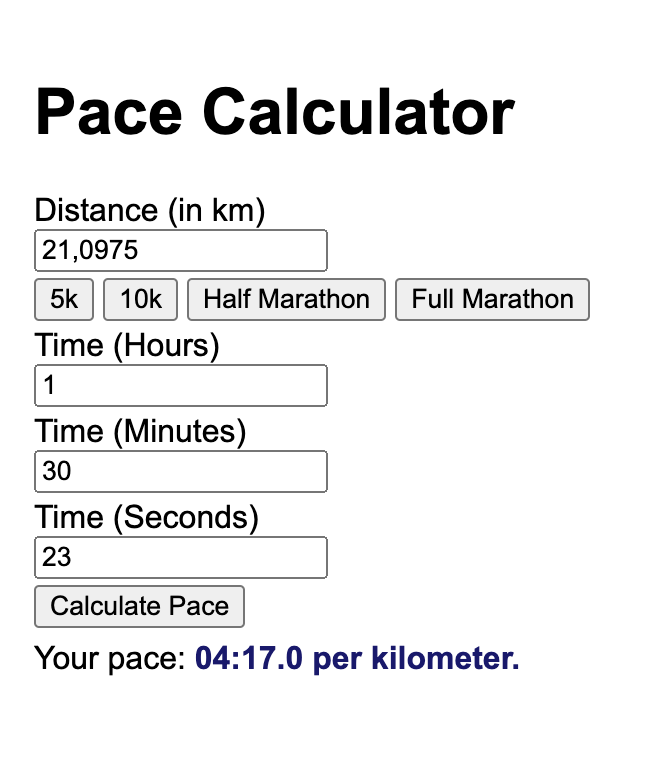 Pace Calculator
Distance (in km)
21,0975
5k 10k Half Marathon Full Marathon
Time (Hours)
1
Time (Minutes)
30
Time (Seconds)
23
Calculate Pace
Your pace: 04:17.0 per kilometer.